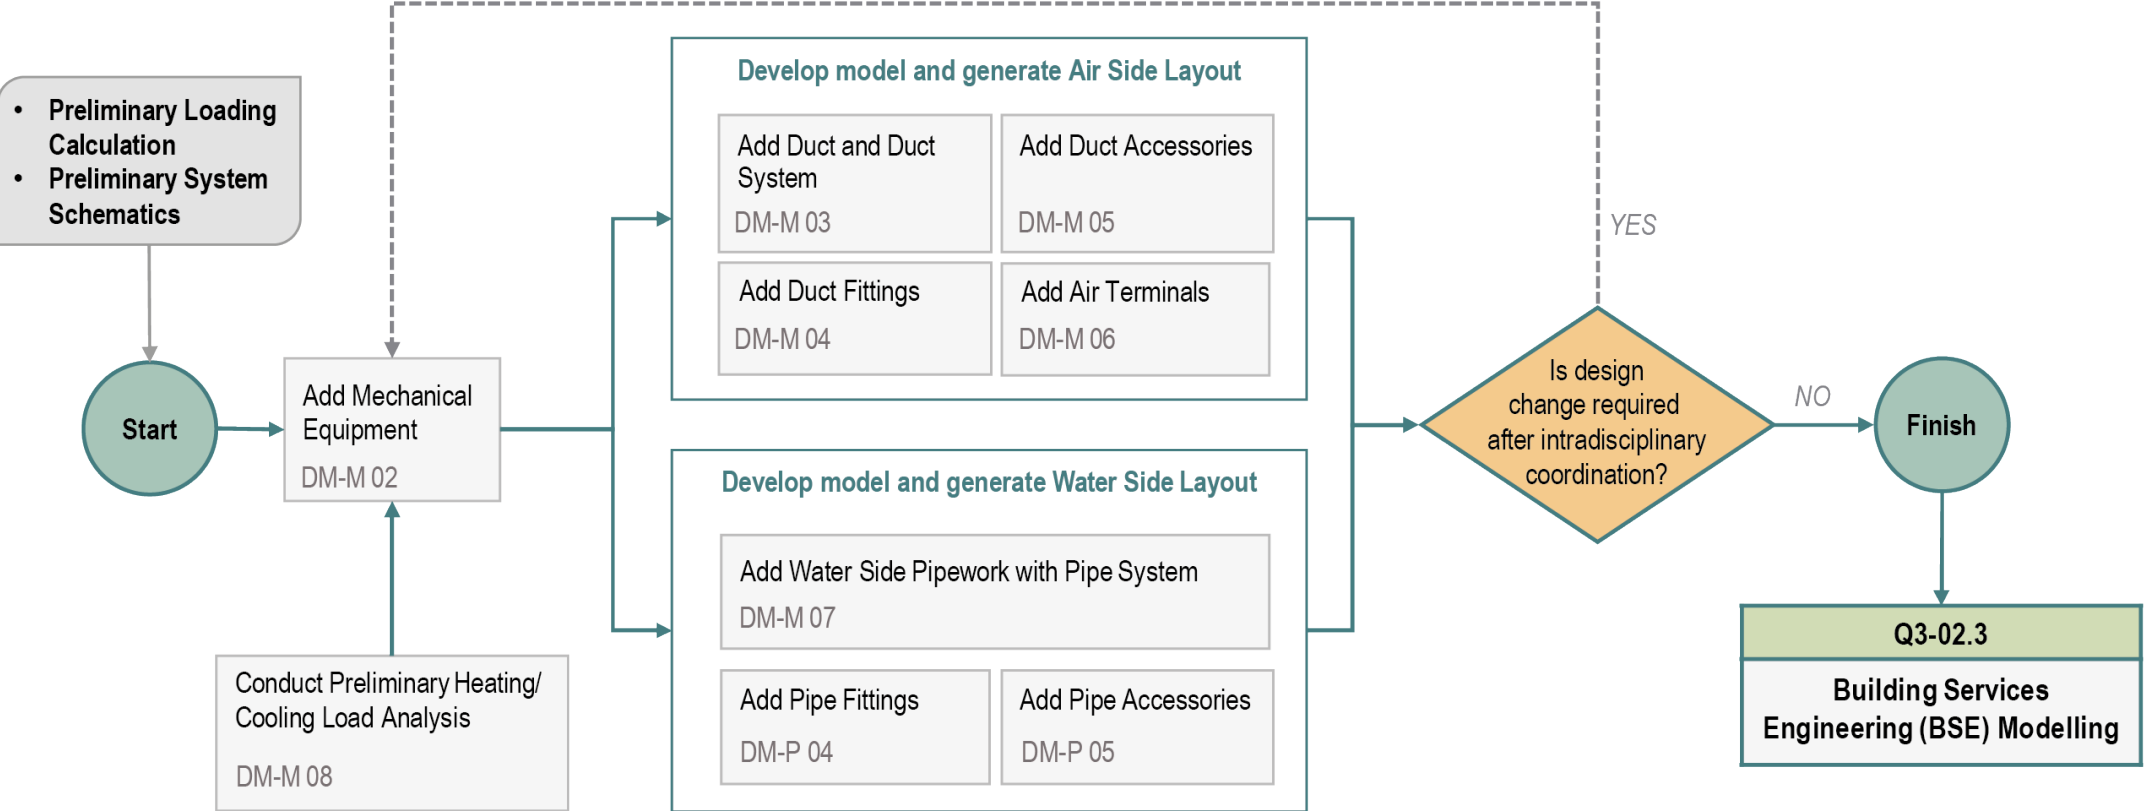 • Preliminary Loading
Calculation
• Preliminary System
Schematics
Start
Add Mechanical
Equipment
DM-M 02
Conduct Preliminary Heating/
Cooling Load Analysis
DM-M 08
Develop model and generate Air Side Layout
Add Duct and Duct
System
DM-M 03
Add Duct Accessories
DM-M 05
Add Duct Fittings
DM-M 04
Add Air Terminals
DM-M 06
Develop model and generate Water Side Layout
Add Water Side Pipework with Pipe System
DM-M 07
Add Pipe Fittings
DM-P 04
Add Pipe Accessories
DM-P 05
YES
Is design
change required
after intradisciplinary
coordination?
NO
Finish
Q3-02.3
Building Services
Engineering (BSE) Modelling